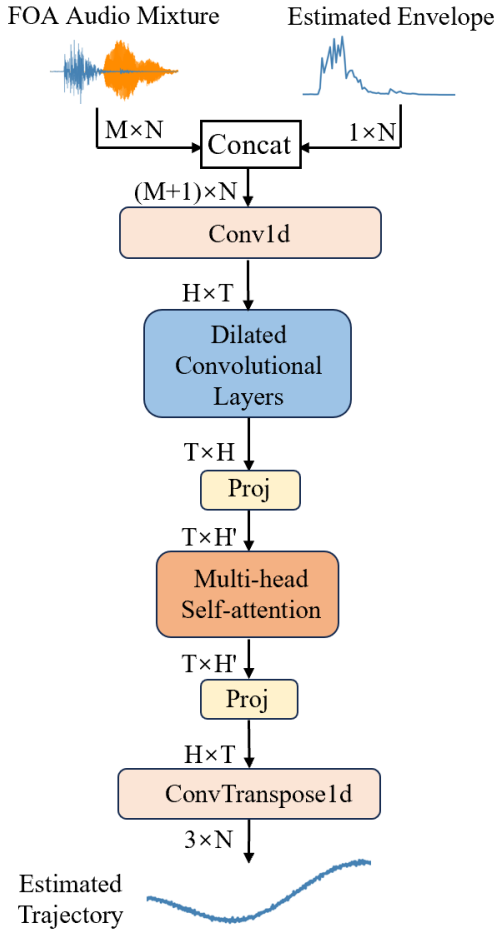 FOA Audio Mixture
Estimated Envelope
M×N
1×N
Concat
(M+1)×N
Conv1d
H×T
Dilated
Convolutional
Layers
T×H
Proj
T×H'
Multi-head
Self-attention
T×H'
Proj
H×T
ConvTranspose1d
3×N
Estimated
Trajectory